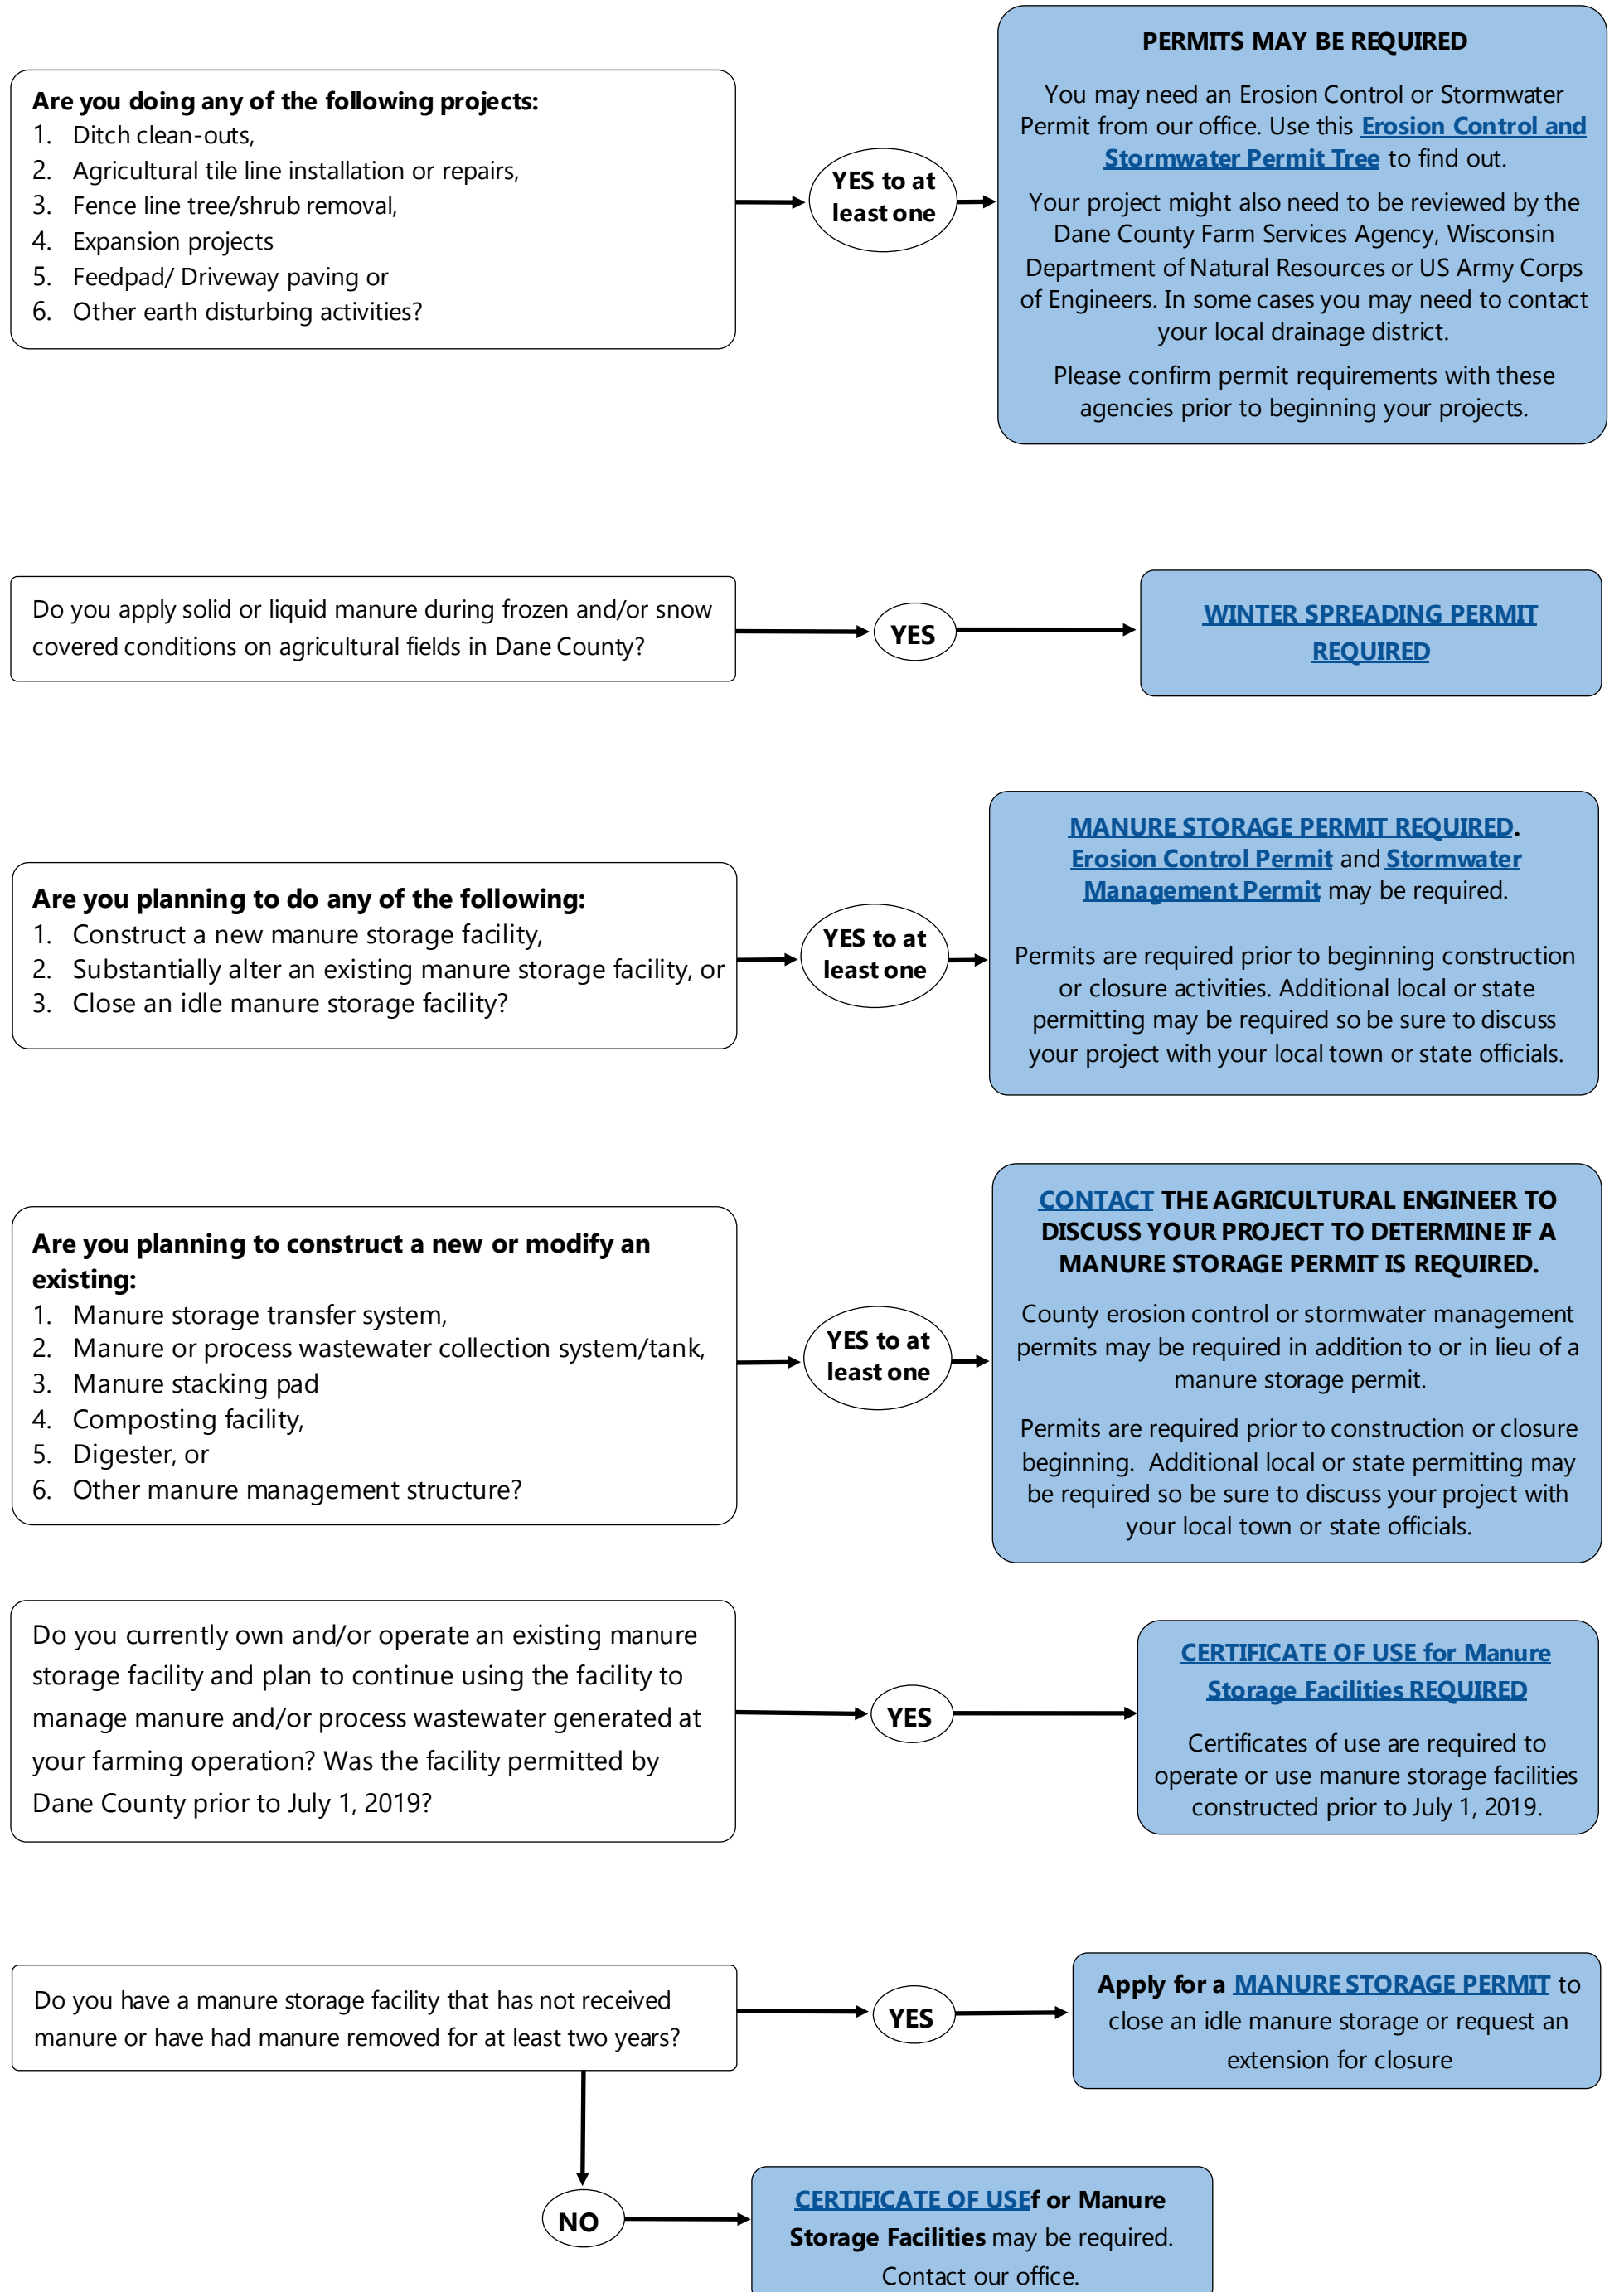 Are you doing any of the following projects:
1. Ditch clean-outs,
2. Agricultural tile line installation or repairs,
3. Fence line tree/shrub removal,
4. Expansion projects
5. Feedpad/ Driveway paving or
6. Other earth disturbing activities?
YES to at
least one
PERMITS MAY BE REQUIRED
You may need an Erosion Control or Stormwater
Permit from our office. Use this Erosion Control and
Stormwater Permit Tree to find out.
Your project might also need to be reviewed by the
Dane County Farm Services Agency, Wisconsin
Department of Natural Resources or US Army Corps
of Engineers. In some cases you may need to contact
your local drainage district.
Please confirm permit requirements with these
agencies prior to beginning your projects.
Do you apply solid or liquid manure during frozen and/or snow
covered conditions on agricultural fields in Dane County?
YES
WINTER SPREADING PERMIT
REQUIRED
Are you planning to do any of the following:
1. Construct a new manure storage facility,
2. Substantially alter an existing manure storage facility, or
3. Close an idle manure storage facility?
YES to at
least one
MANURE STORAGE PERMIT REQUIRED.
Erosion Control Permit and Stormwater
Management Permit may be required.
Permits are required prior to beginning construction
or closure activities. Additional local or state
permitting may be required so be sure to discuss
your project with your local town or state officials.
Are you planning to construct a new or modify an
existing:
1. Manure storage transfer system,
2. Manure or process wastewater collection system/tank,
3. Manure stacking pad
4. Composting facility,
5. Digester, or
6. Other manure management structure?
YES to at
least one
CONTACT THE AGRICULTURAL ENGINEER TO
DISCUSS YOUR PROJECT TO DETERMINE IF A
MANURE STORAGE PERMIT IS REQUIRED.
County erosion control or stormwater management
permits may be required in addition to or in lieu of a
manure storage permit.
Permits are required prior to construction or closure
beginning. Additional local or state permitting may
be required so be sure to discuss your project with
your local town or state officials.
Do you currently own and/or operate an existing manure
storage facility and plan to continue using the facility to
manage manure and/or process wastewater generated at
your farming operation? Was the facility permitted by
Dane County prior to July 1, 2019?
YES
CERTIFICATE OF USE for Manure
Storage Facilities REQUIRED
Certificates of use are required to
operate or use manure storage facilities
constructed prior to July 1, 2019.
Do you have a manure storage facility that has not received
manure or have had manure removed for at least two years?
YES
Apply for a MANURE STORAGE PERMIT to
close an idle manure storage or request an
extension for closure
NO
CERTIFICATE OF USEf or Manure
Storage Facilities may be required.
Contact our office.